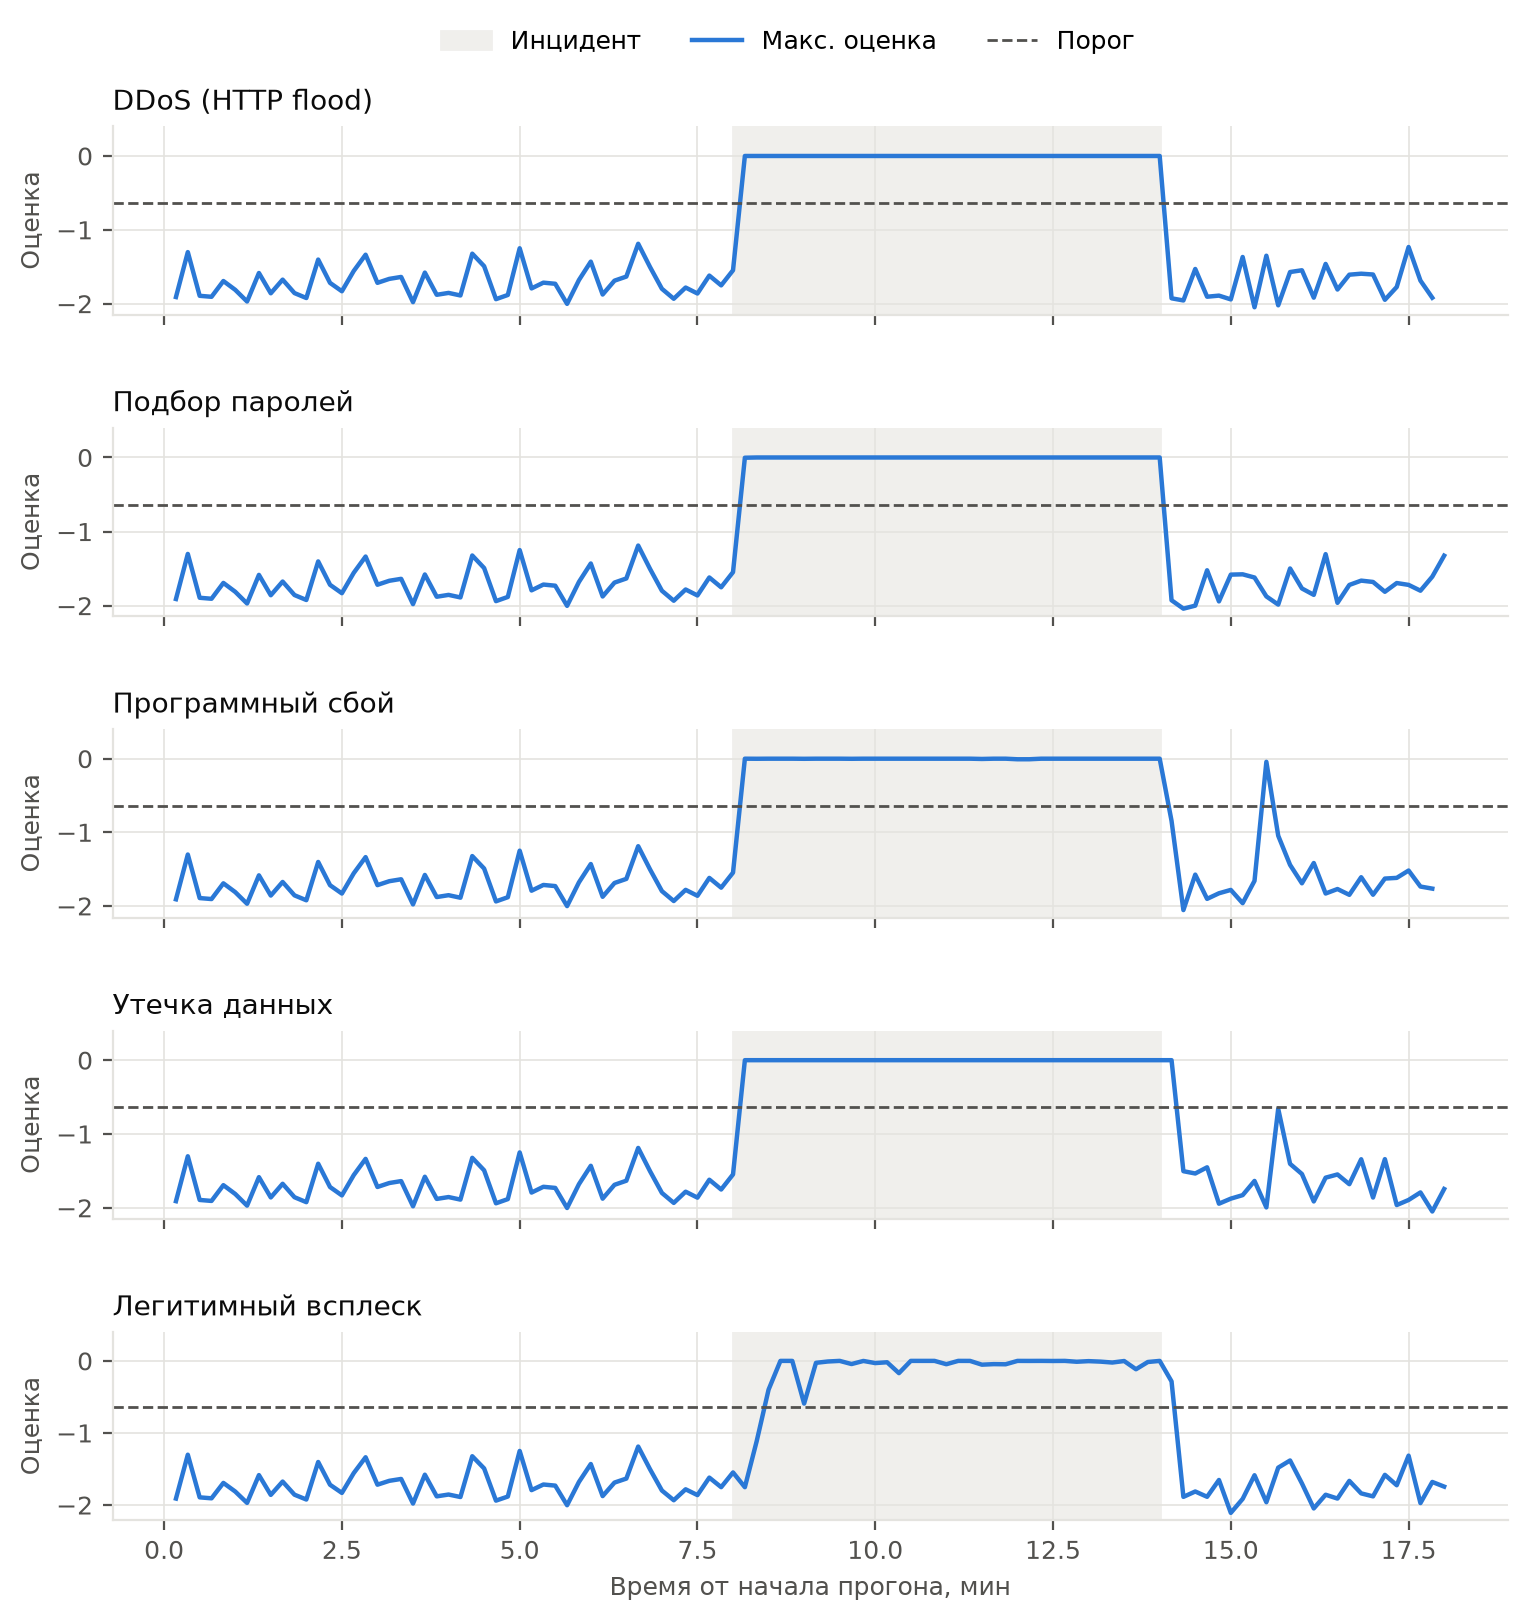 Инцидент Макс. оценка Порог
DDoS (HTTP flood)
Оценка
0
−1
−2
Подбор паролей
Оценка
0
−1
−2
Программный сбой
Оценка
0
−1
−2
Утечка данных
Оценка
0
−1
−2
Легитимный всплеск
Оценка
0
−1
−2
0.0 2.5 5.0 7.5 10.0 12.5 15.0 17.5
Время от начала прогона, мин